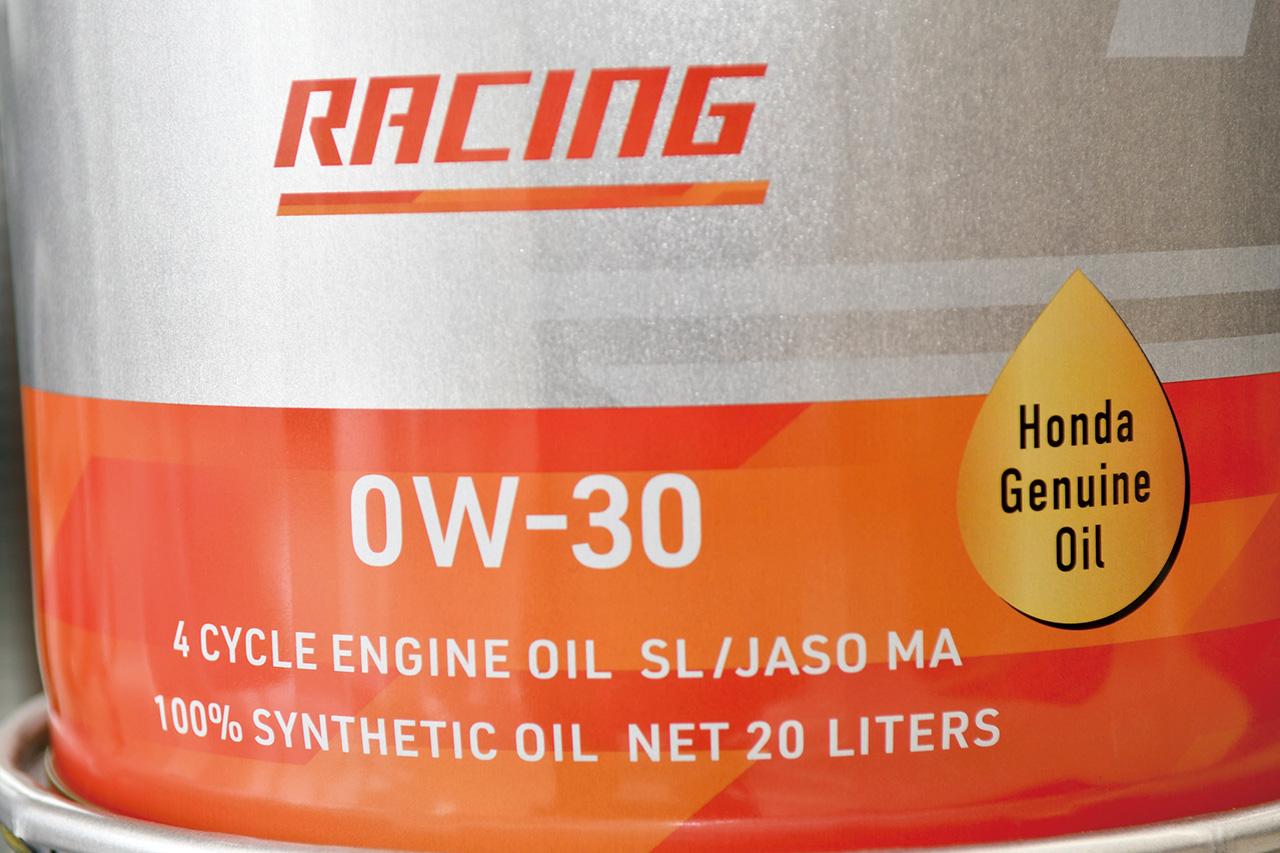 RACING
0W-30
Honda
Genuine
Oil
4 CYCLE ENGINE OIL SL/JASO MA
100% SYNTHETIC OIL NET 20 LITERS